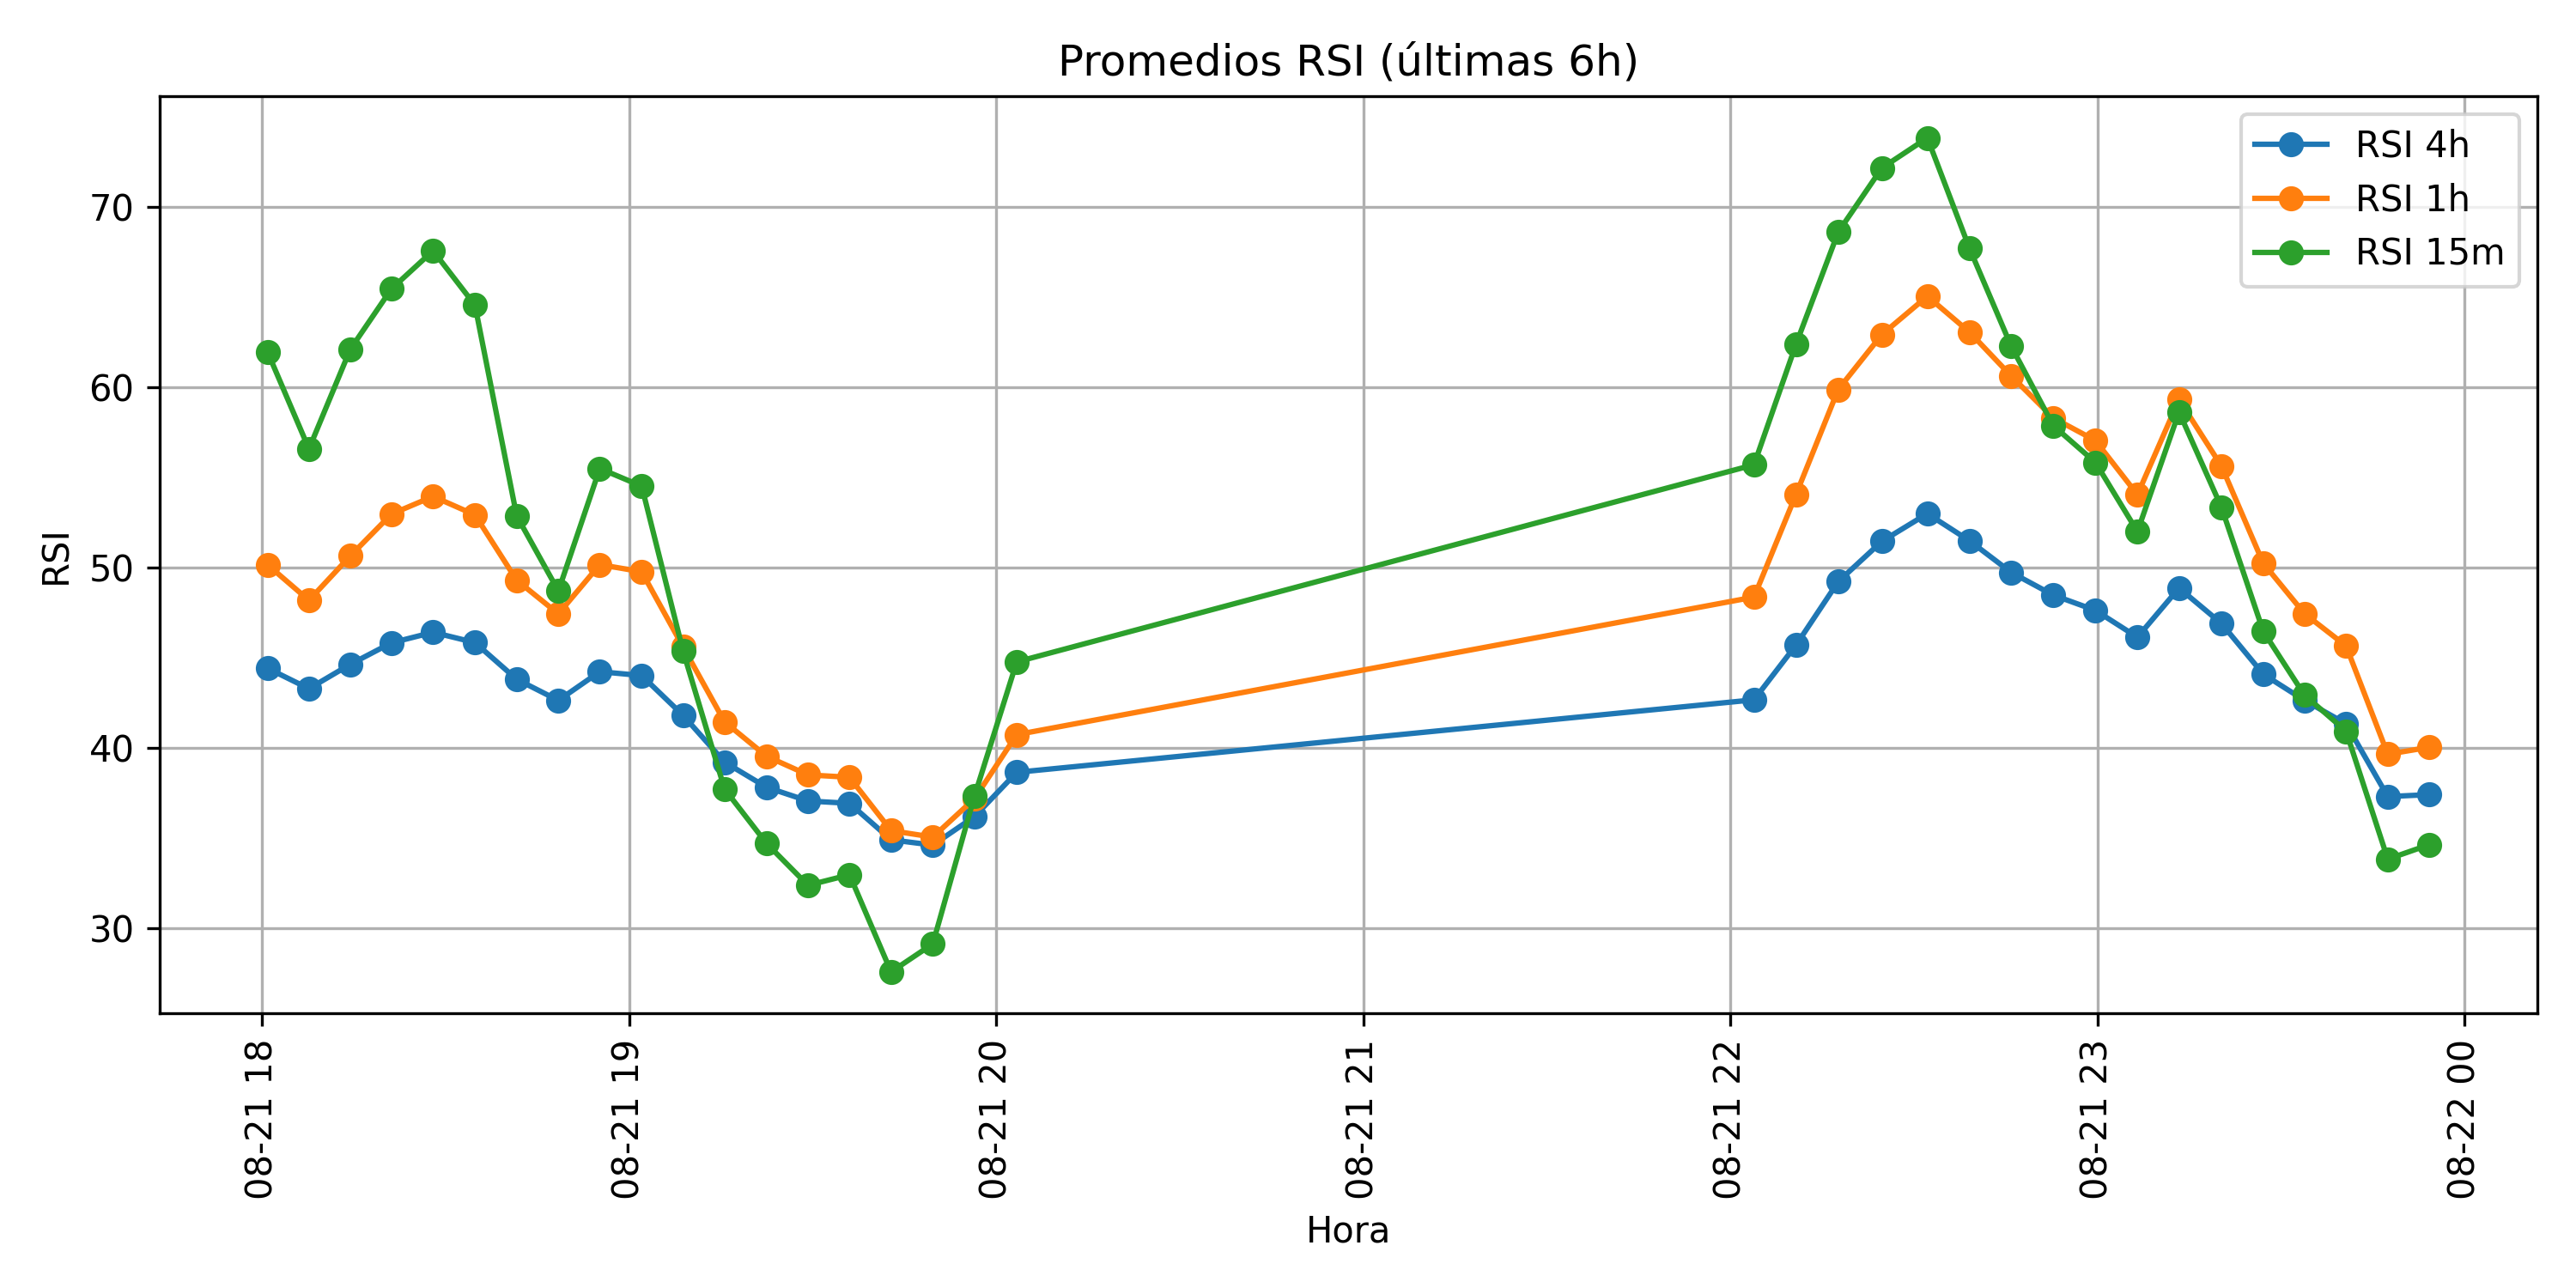 Promedios RSI (últimas 6h)
RSI 4h
RSI 1h
RSI 15m
RSI
70
60
50
40
30
08-21 18
08-21 19
08-21 20
08-21 21
08-21 22
08-21 23
08-22 00
Hora